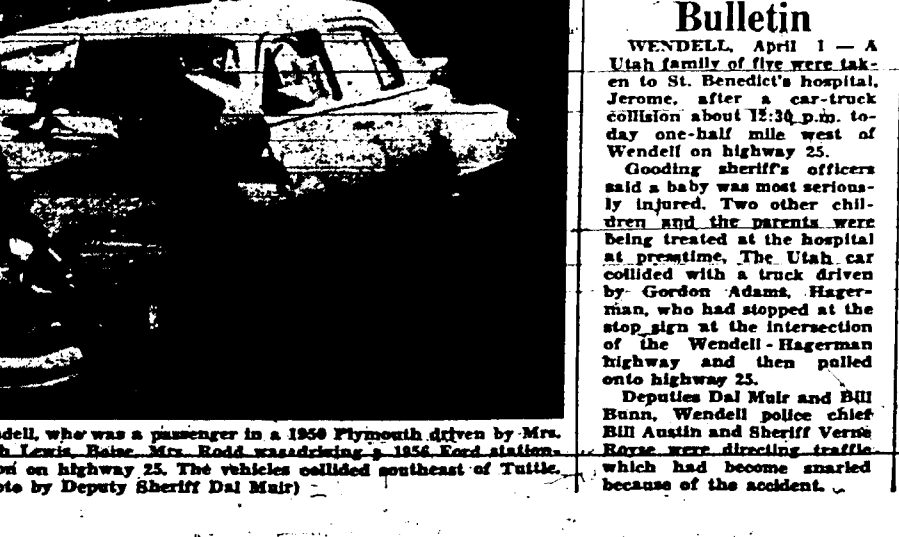 Bulletin
WENDELL, April 1 — A
Utah family of five were tak-
en to St. Benedict's hospital,
Jerome, after a car-truck
collision about 12:30 p.m. to-
day one-half mile west of
Wendell on highway 25.
Gooding sheriff's officers
said a baby was most serious-
ly injured. Two other chil-
dren and the parents were
being treated at the hospital
at presstime. The Utah car
collided with a truck driven
by Gordon Adams, Hager-
man, who had stopped at the
stop sign at the intersection
of the Wendell-Hagerman
highway and then pulled
onto highway 25.
Deputies Dal Muir and Bill
Bunn, Wendell police chief
Bill Austin and Sheriff Verne
Royse were directing traffic
which had become snarled
because of the accident.
dell, who was a passenger in a 1950 Plymouth driven by Mrs.
h Lewis, Boise. Mrs. Rodd was driving a 1956 Ford station-
on on highway 25. The vehicles collided southeast of Tuttle.
oto by Deputy Sheriff Dal Muir)